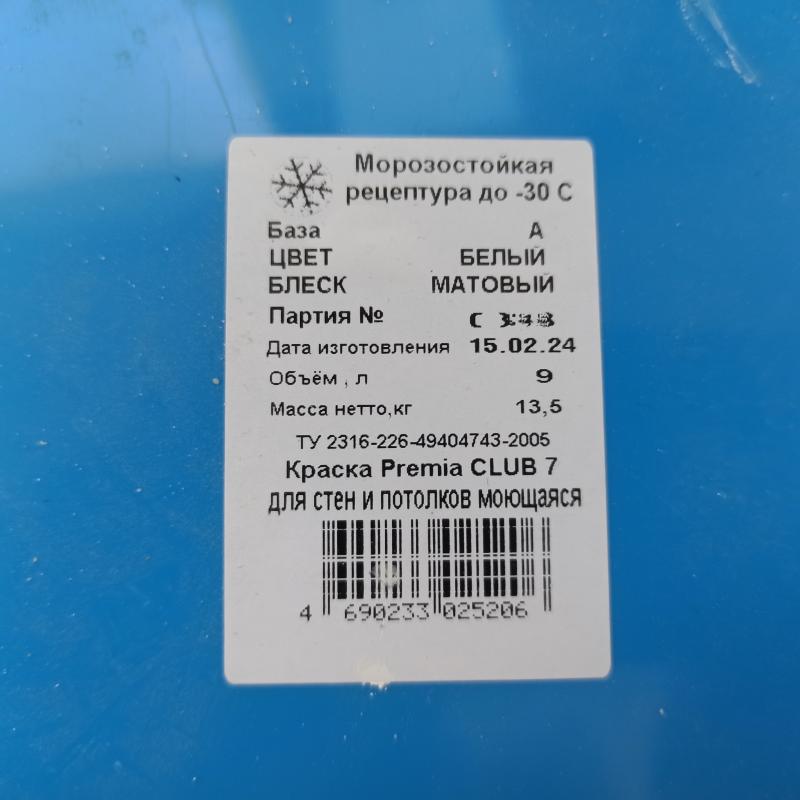 Морозостойкая
рецептура до -30 С
База А
ЦВЕТ БЕЛЫЙ
БЛЕСК МАТОВЫЙ
Партия № С
Дата изготовления 15.02.24
Объём , л 9
Масса нетто,кг 13,5
ТУ 2316-226-49404743-2005
Краска Premia CLUB 7
для стен и потолков моющаяся
4 690233 025206